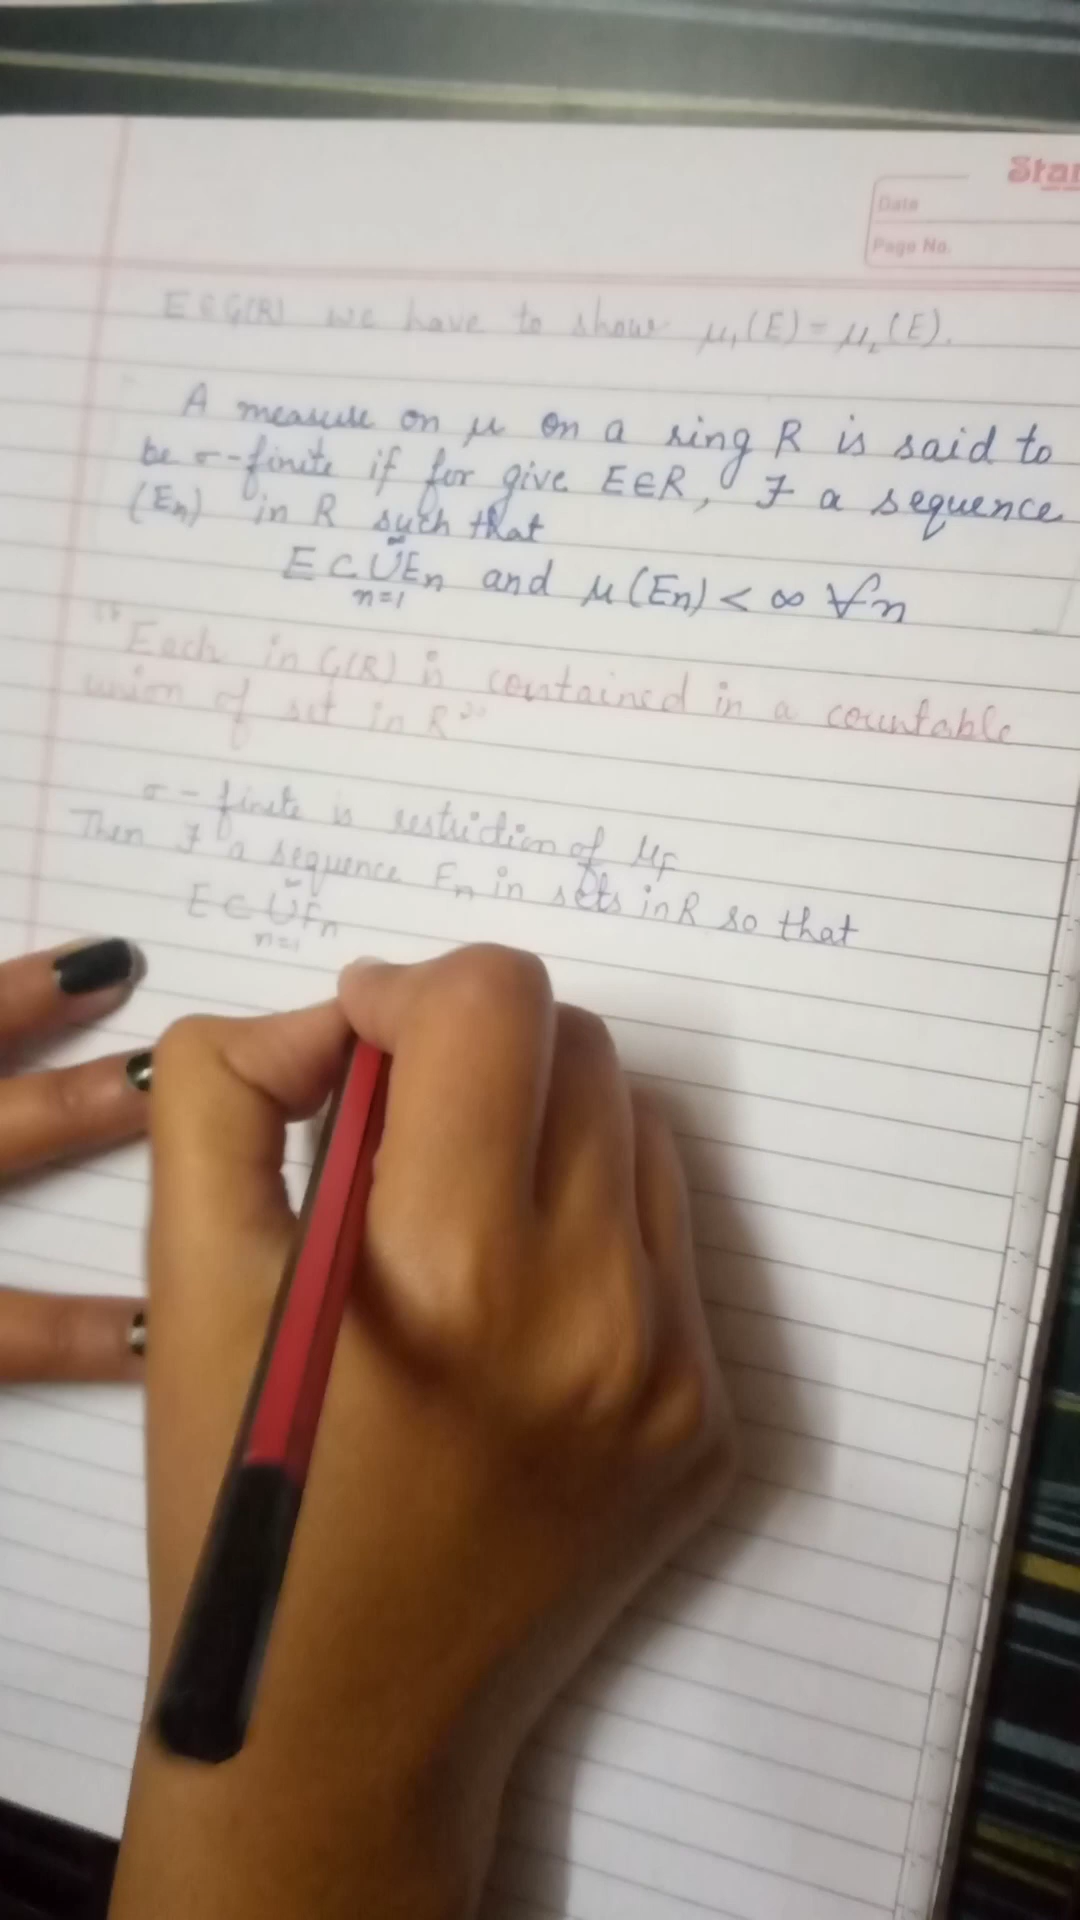 Star
Date
Page No.
E ∈ G(R) we have to show μ₁(E) = μ₂(E).
A measure on μ on a ring R is said to
be σ-finite if for give E∈R, ∃ a sequence
(En) in R such that
E ⊂ ∞∪n=1 En and μ(En) < ∞ ∀ n
"Each in G(R) is contained in a countable
union of set in R"
σ-finite is restriction of μF
Then ∃ a sequence Fn in sets in R so that
E ⊂ ∞∪n=1 Fn